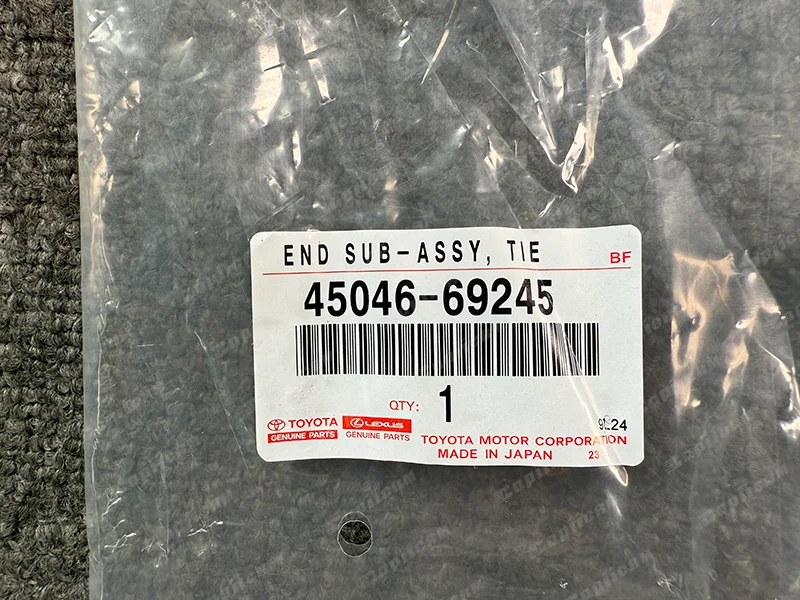 END SUB-ASSY, TIE
BF
45046-69245
QTY: 1
TOYOTA
GENUINE PARTS
LEXUS
GENUINE PARTS
TOYOTA MOTOR CORPORATION
MADE IN JAPAN
23